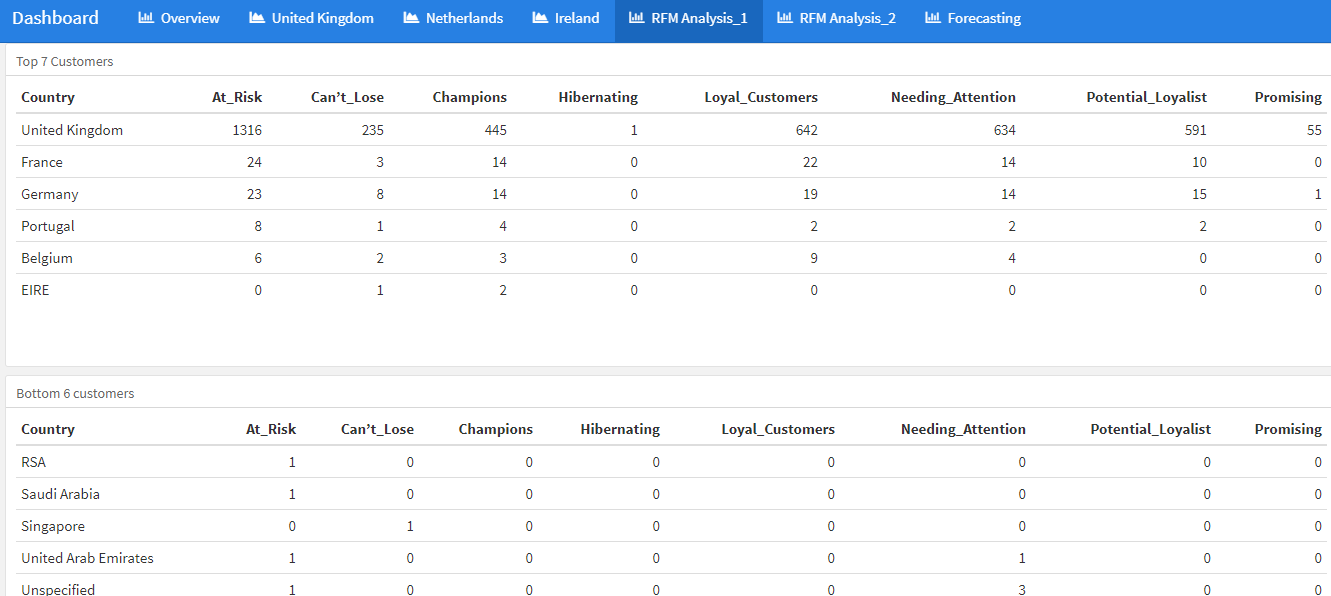 Dashboard Overview United Kingdom Netherlands Ireland RFM Analysis_1 RFM Analysis_2 Forecasting
Top 7 Customers
Country At_Risk Can’t_Lose Champions Hibernating Loyal_Customers Needing_Attention Potential_Loyalist Promising
United Kingdom 1316 235 445 1 642 634 591 55
France 24 3 14 0 22 14 10 0
Germany 23 8 14 0 19 14 15 1
Portugal 8 1 4 0 2 2 2 0
Belgium 6 2 3 0 9 4 0 0
EIRE 0 1 2 0 0 0 0 0
Bottom 6 customers
Country At_Risk Can’t_Lose Champions Hibernating Loyal_Customers Needing_Attention Potential_Loyalist Promising
RSA 1 0 0 0 0 0 0 0
Saudi Arabia 1 0 0 0 0 0 0 0
Singapore 0 1 0 0 0 0 0 0
United Arab Emirates 1 0 0 0 0 1 0 0
Unspecified 1 0 0 0 0 3 0 0